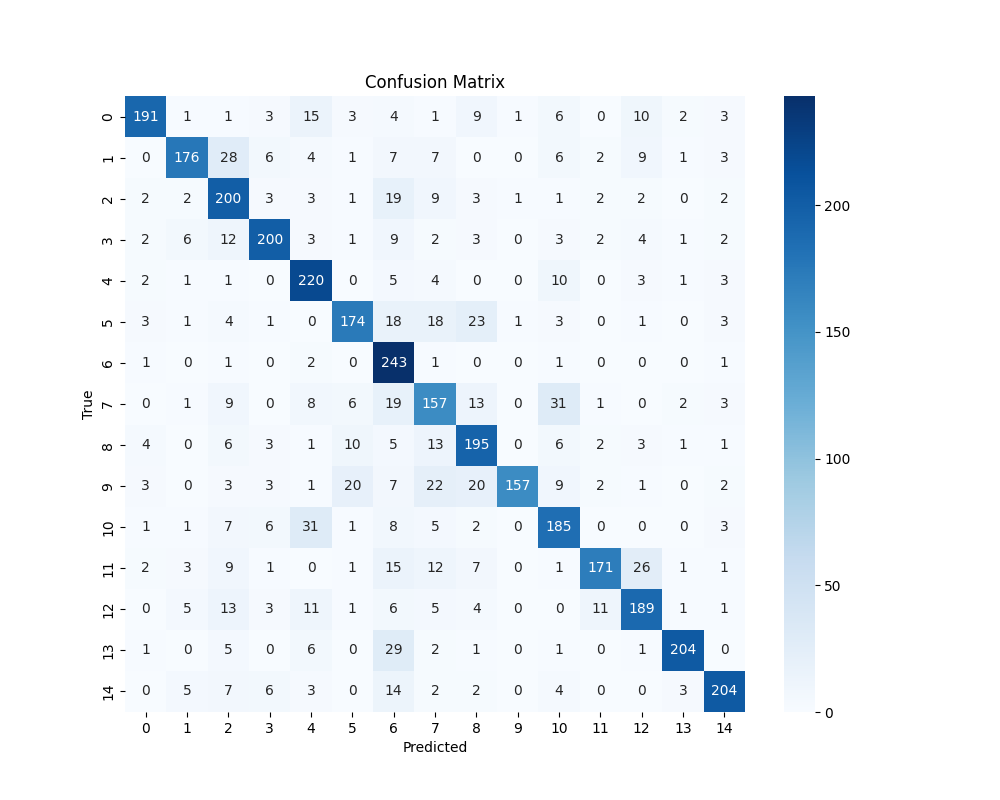 Confusion Matrix
0 191 1 1 3 15 3 4 1 9 1 6 0 10 2 3
1 0 176 28 6 4 1 7 7 0 0 6 2 9 1 3
2 2 2 200 3 3 1 19 9 3 1 1 2 2 0 2
3 2 6 12 200 3 1 9 2 3 0 3 2 4 1 2
4 2 1 1 0 220 0 5 4 0 0 10 0 3 1 3
5 3 1 4 1 0 174 18 18 23 1 3 0 1 0 3
6 1 0 1 0 2 0 243 1 0 0 1 0 0 0 1
7 0 1 9 0 8 6 19 157 13 0 31 1 0 2 3
8 4 0 6 3 1 10 5 13 195 0 6 2 3 1 1
9 3 0 3 3 1 20 7 22 20 157 9 2 1 0 2
10 1 1 7 6 31 1 8 5 2 0 185 0 0 0 3
11 2 3 9 1 0 1 15 12 7 0 1 171 26 1 1
12 0 5 13 3 11 1 6 5 4 0 0 11 189 1 1
13 1 0 5 0 6 0 29 2 1 0 1 0 1 204 0
14 0 5 7 6 3 0 14 2 2 0 4 0 0 3 204
0 1 2 3 4 5 6 7 8 9 10 11 12 13 14
Predicted
True
200
150
100
50
0